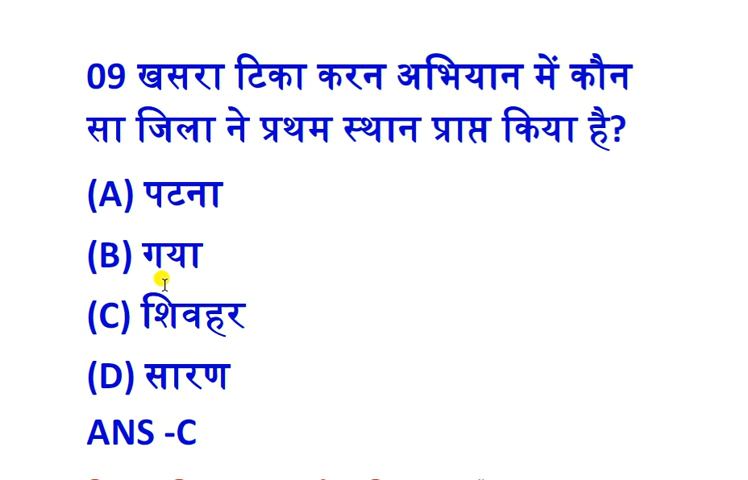 09 खसरा टिका करन अभियान में कौन
सा जिला ने प्रथम स्थान प्राप्त किया है?
(A) पटना
(B) गया
(C) शिवहर
(D) सारण
ANS -C